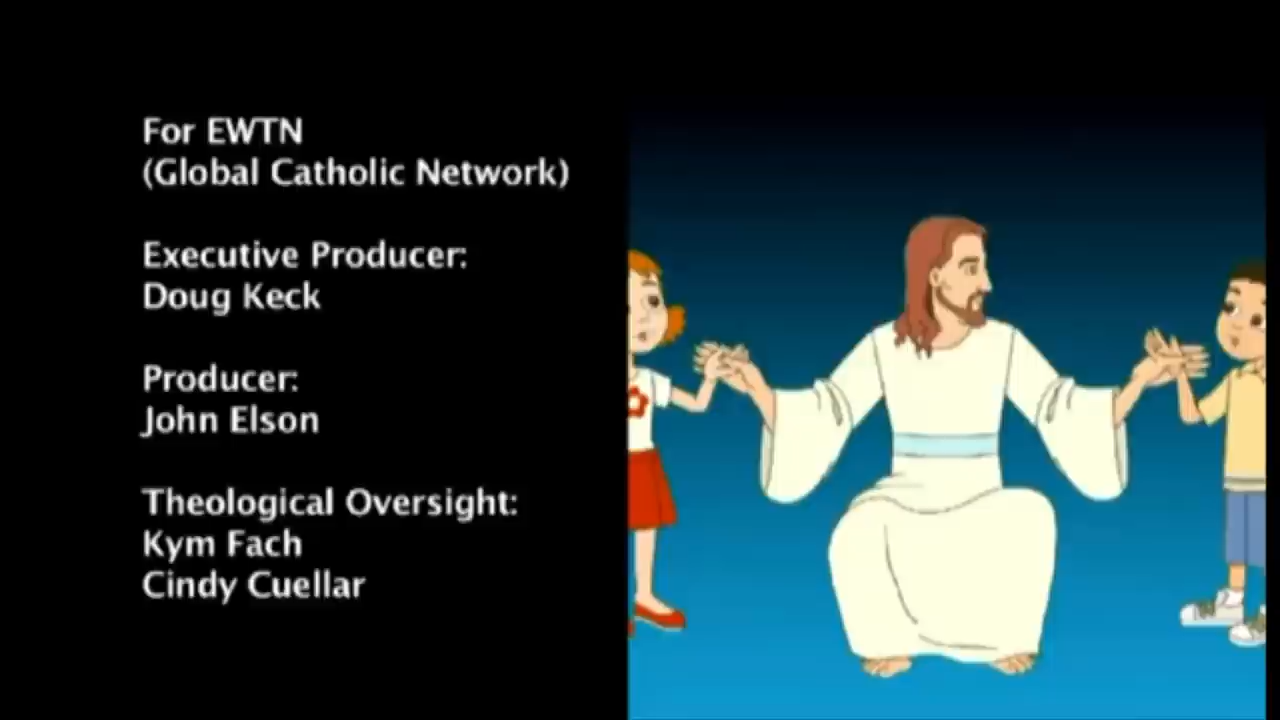 For EWTN
(Global Catholic Network)
Executive Producer:
Doug Keck
Producer:
John Elson
Theological Oversight:
Kym Fach
Cindy Cuellar